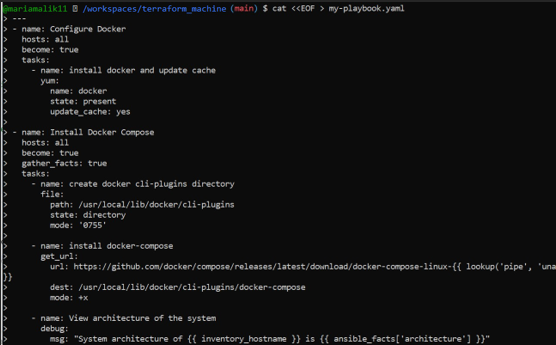 @mariamalik11 /workspaces/terraform_machine (main) $ cat <<EOF > my-playbook.yaml
> ---
> - name: Configure Docker
>   hosts: all
>   become: true
>   tasks:
>     - name: install docker and update cache
>       yum:
>         name: docker
>         state: present
>         update_cache: yes
>
> - name: Install Docker Compose
>   hosts: all
>   become: true
>   gather_facts: true
>   tasks:
>     - name: create docker cli-plugins directory
>       file:
>         path: /usr/local/lib/docker/cli-plugins
>         state: directory
>         mode: '0755'
>
>     - name: install docker-compose
>       get_url:
>         url: https://github.com/docker/compose/releases/latest/download/docker-compose-linux-{{ lookup('pipe', 'una
}}
>         dest: /usr/local/lib/docker/cli-plugins/docker-compose
>         mode: +x
>
>     - name: View architecture of the system
>       debug:
>         msg: "System architecture of {{ inventory_hostname }} is {{ ansible_facts['architecture'] }}"